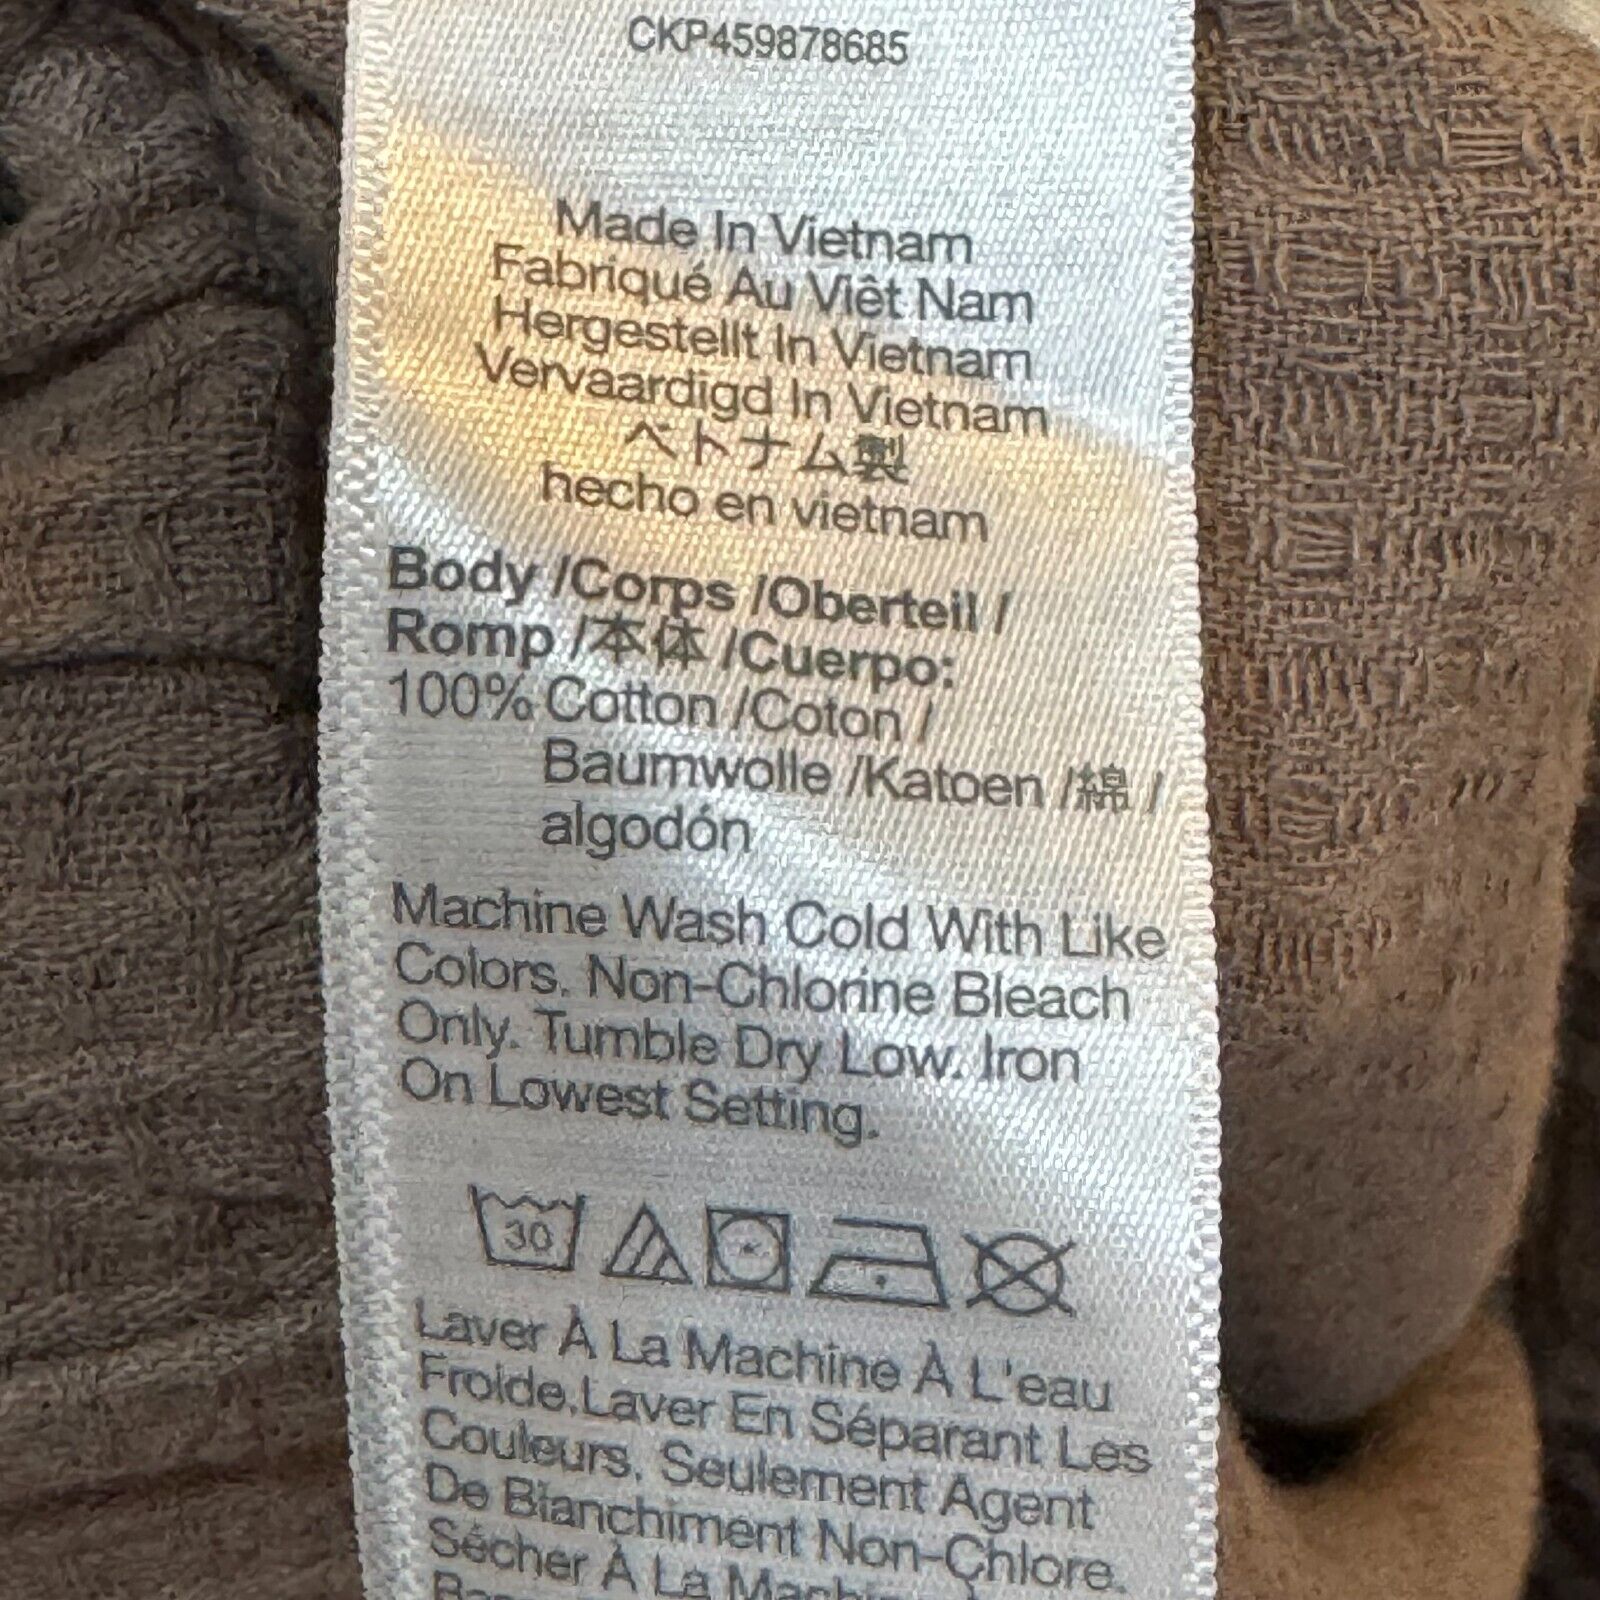 CKP459878685
Made In Vietnam
Fabriqué Au Viêt Nam
Hergestellt In Vietnam
Vervaardigd In Vietnam
ベトナム製
hecho en vietnam
Body /Corps /Oberteil /
Romp /本体 /Cuerpo:
100% Cotton /Coton /
Baumwolle /Katoen /綿 /
algodón
Machine Wash Cold With Like
Colors. Non-Chlorine Bleach
Only. Tumble Dry Low. Iron
On Lowest Setting.
30
Laver À La Machine À L'eau
Froide.Laver En Séparant Les
Couleurs. Seulement Agent
De Blanchiment Non-Chlore.
Sécher À La